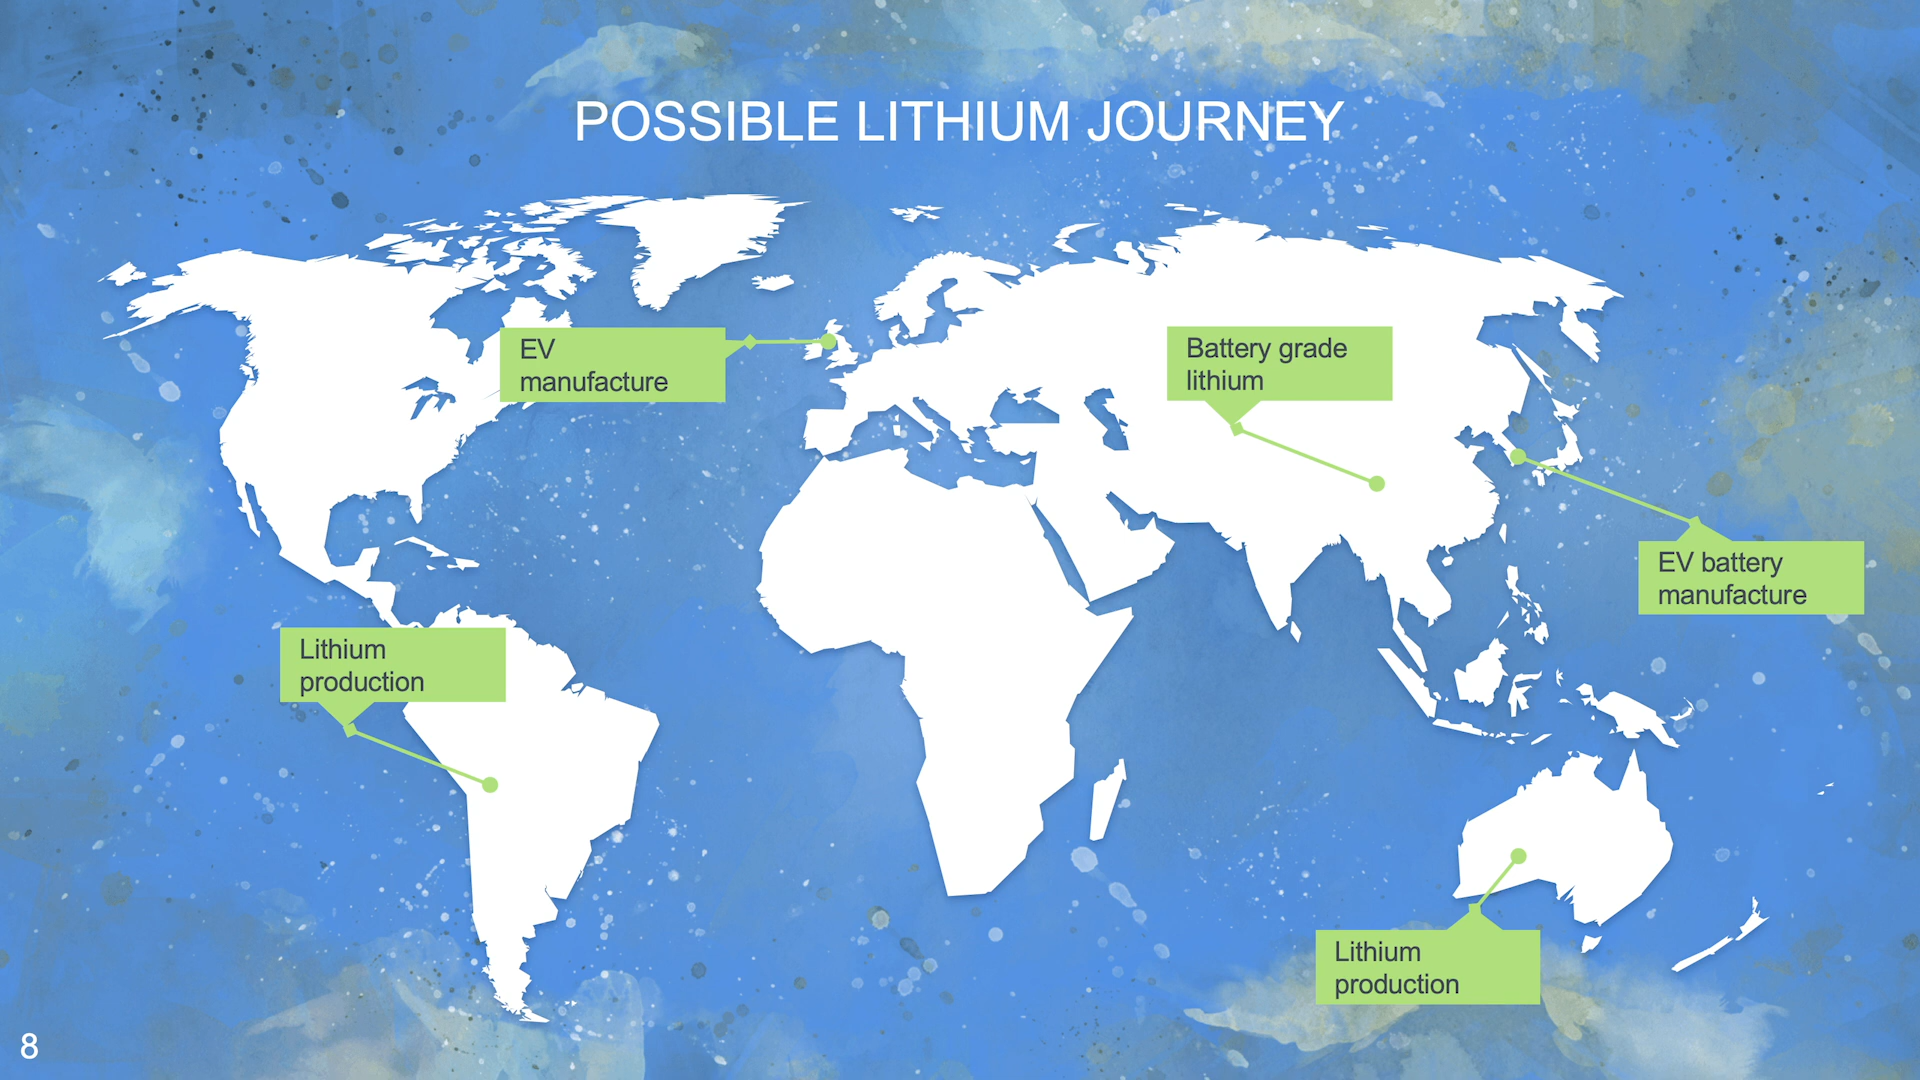 POSSIBLE LITHIUM JOURNEY
EV
manufacture
Battery grade
lithium
EV battery
manufacture
Lithium
production
Lithium
production
8